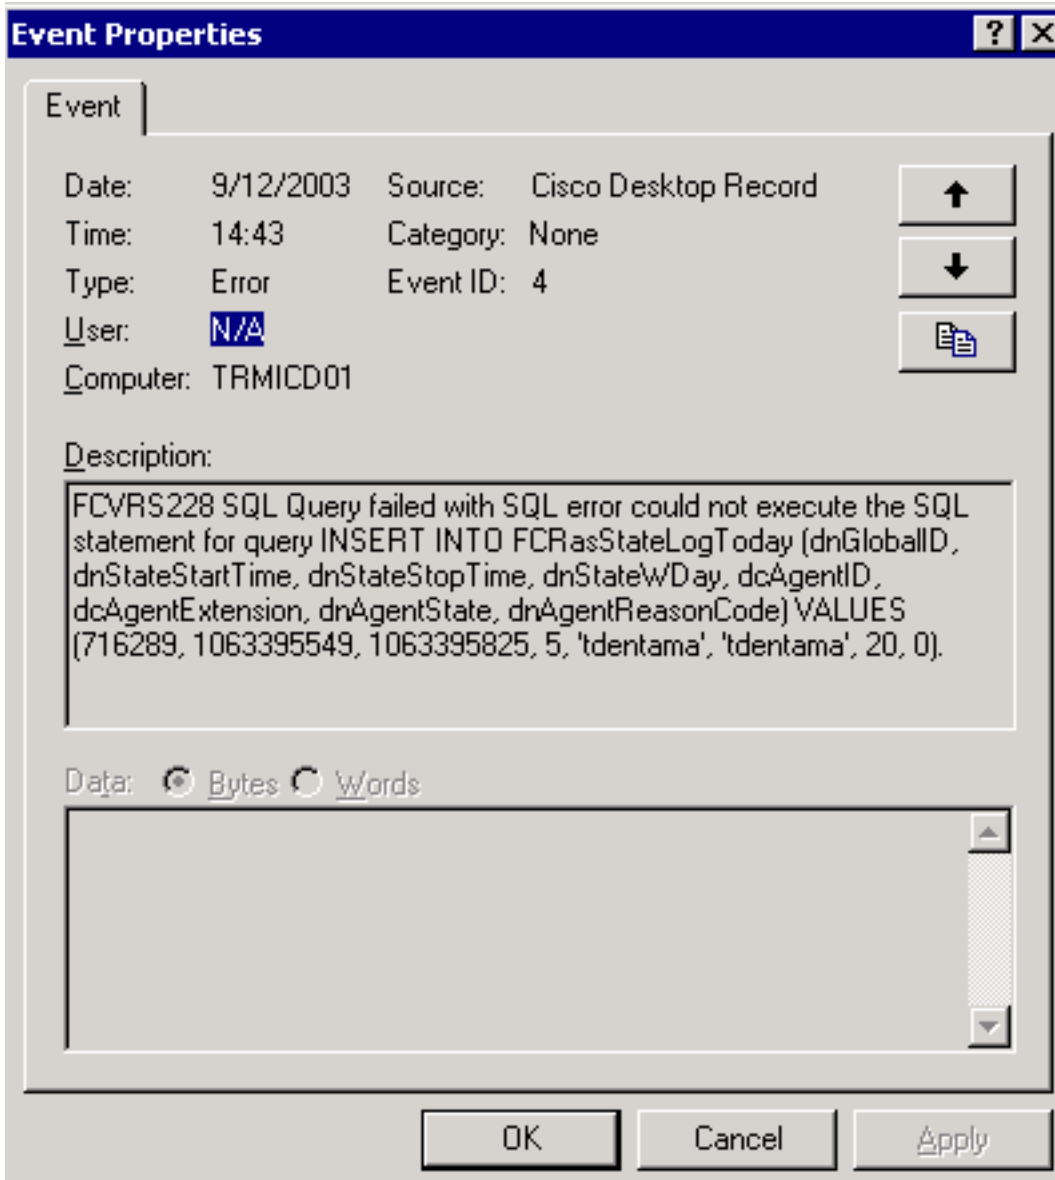 Event Properties
Event
Date: 9/12/2003 Source: Cisco Desktop Record
Time: 14:43 Category: None
Type: Error Event ID: 4
User: N/A
Computer: TRMICD01
Description:
FCVRS228 SQL Query failed with SQL error could not execute the SQL
statement for query INSERT INTO FCRasStateLogToday (dnGlobalID,
dnStateStartTime, dnStateStopTime, dnStateWDay, dcAgentID,
dcAgentExtension, dnAgentState, dnAgentReasonCode) VALUES
(716289, 1063395549, 1063395825, 5, 'tdentama', 'tdentama', 20, 0).
Data: Bytes Words
OK Cancel Apply